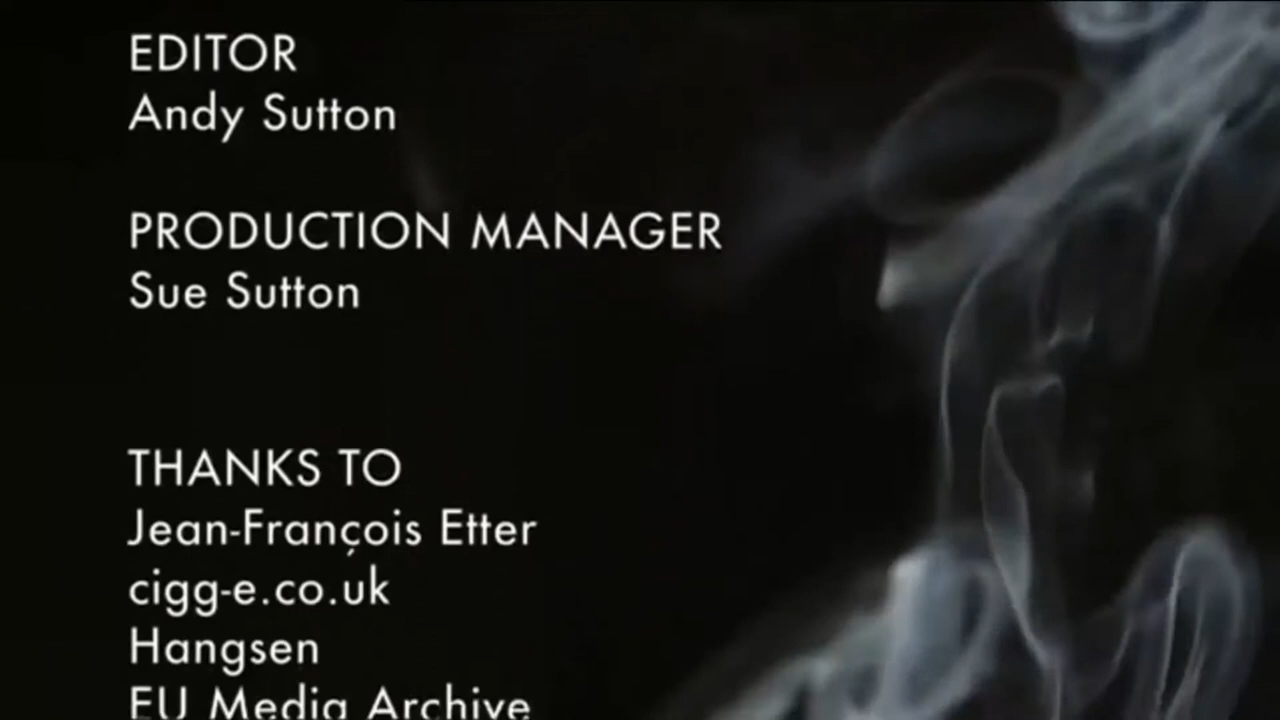 EDITOR
Andy Sutton
PRODUCTION MANAGER
Sue Sutton
THANKS TO
Jean-François Etter
cigg-e.co.uk
Hangsen
EU Media Archive